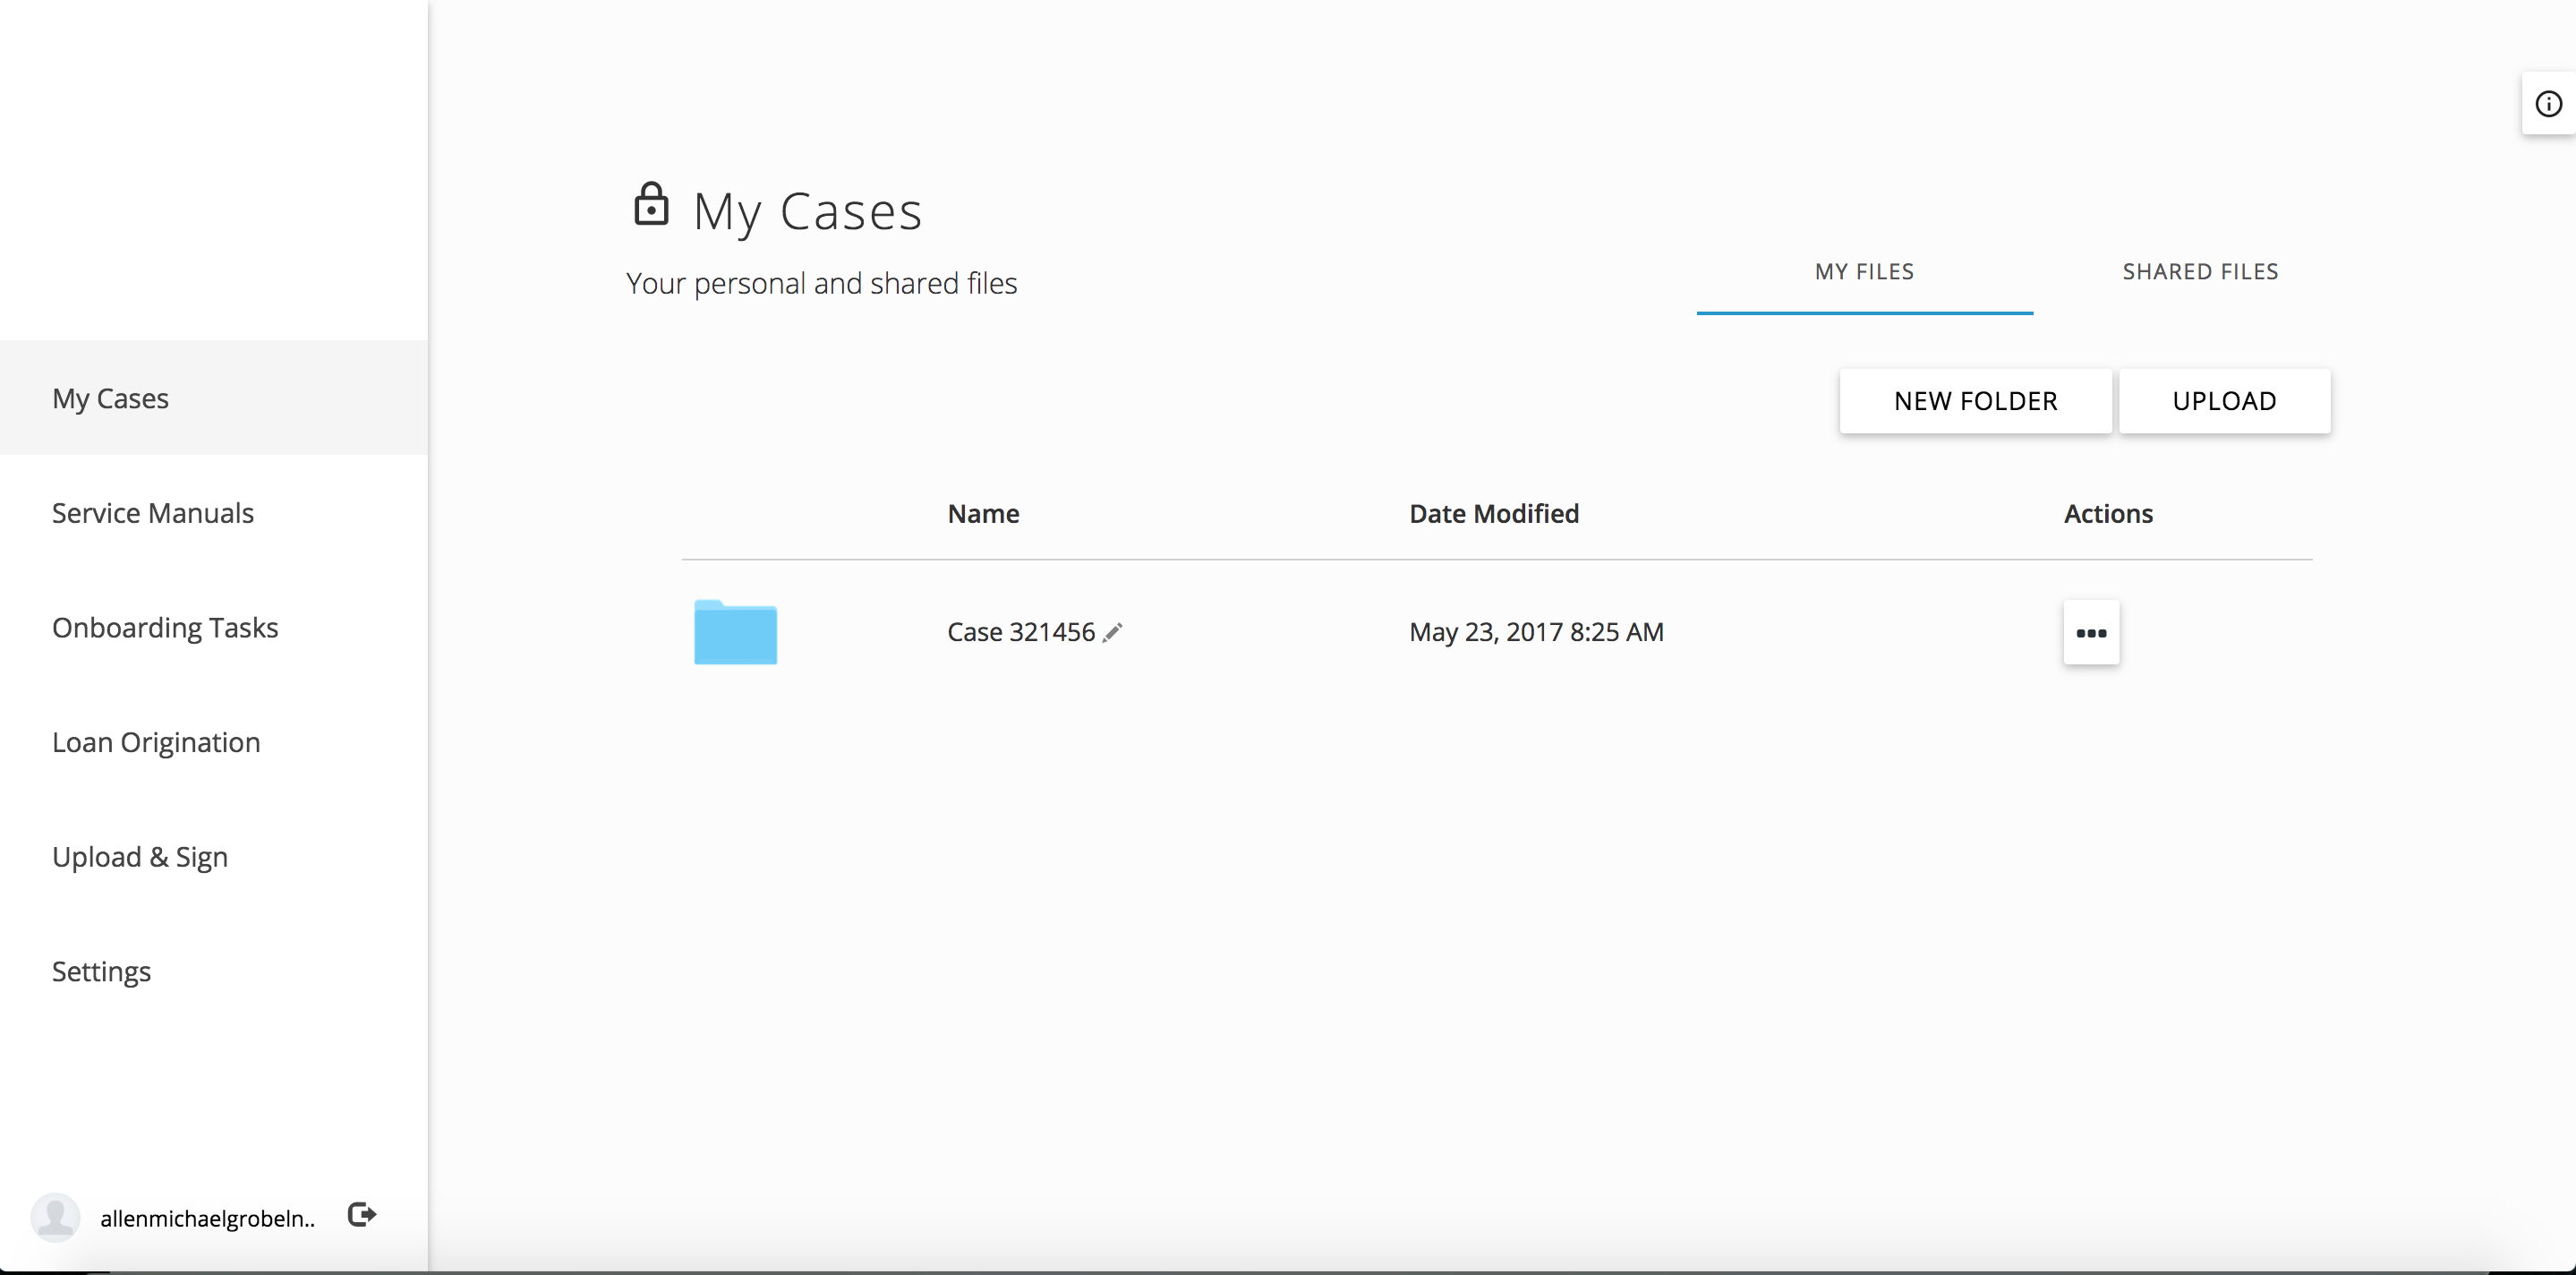 My Cases
Your personal and shared files
MY FILES
SHARED FILES
NEW FOLDER
UPLOAD
My Cases
Service Manuals
Onboarding Tasks
Loan Origination
Upload & Sign
Settings
Name
Date Modified
Actions
Case 321456
May 23, 2017 8:25 AM
allenmichaelgrobeln..